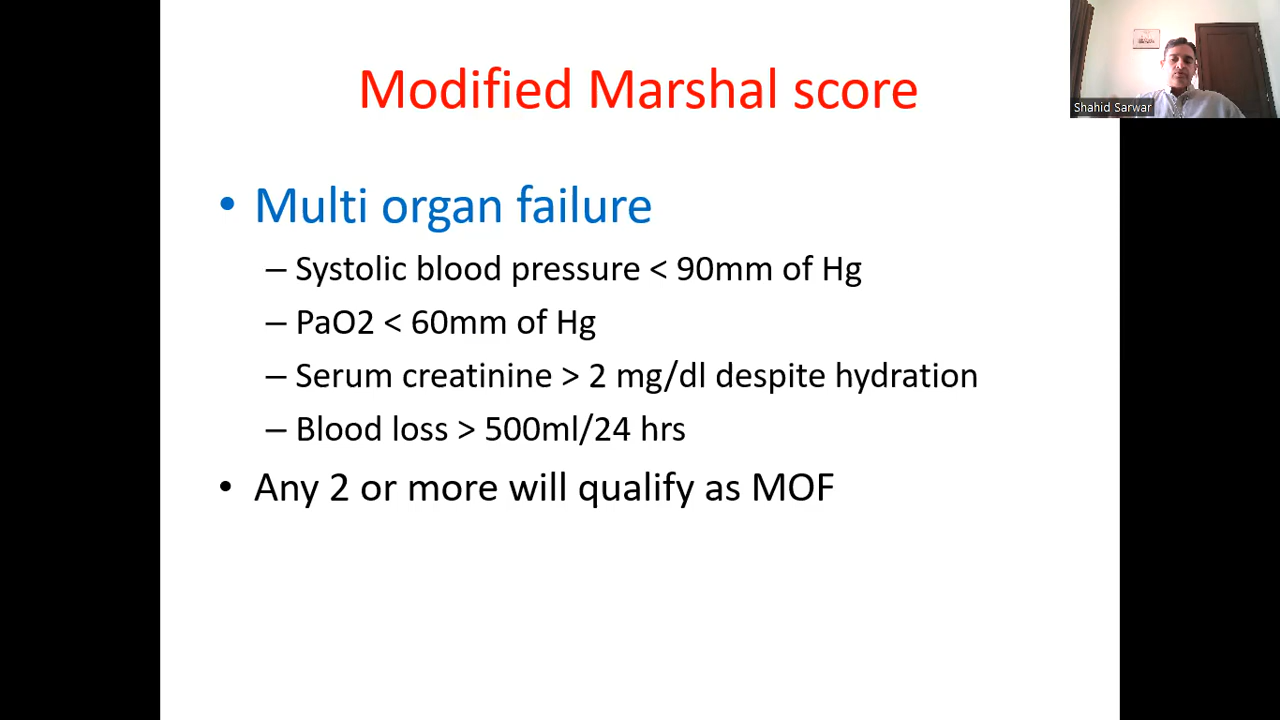 Modified Marshal score
Shahid Sarwar
• Multi organ failure
– Systolic blood pressure < 90mm of Hg
– PaO2 < 60mm of Hg
– Serum creatinine > 2 mg/dl despite hydration
– Blood loss > 500ml/24 hrs
• Any 2 or more will qualify as MOF